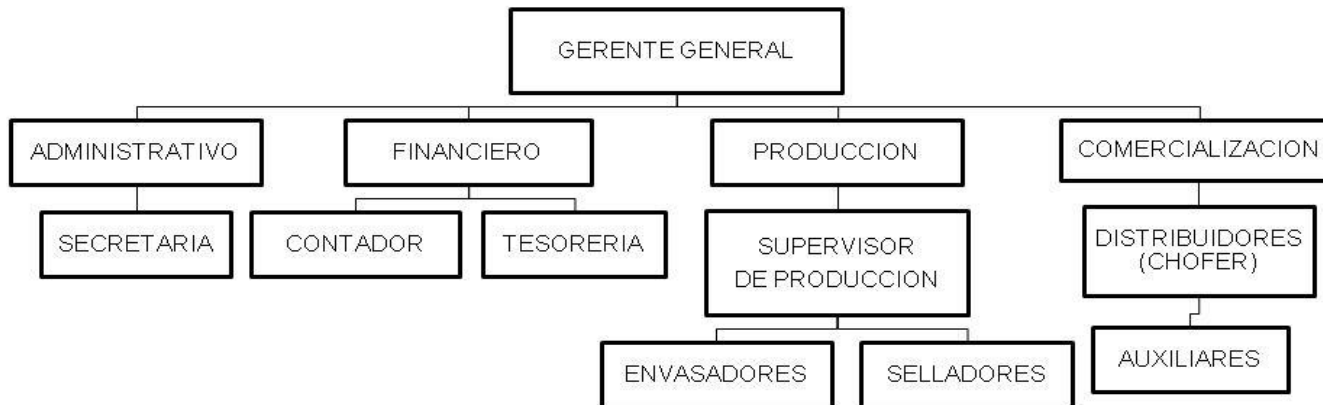 GERENTE GENERAL
ADMINISTRATIVO
FINANCIERO
PRODUCCION
COMERCIALIZACION
SECRETARIA
CONTADOR
TESORERIA
SUPERVISOR
DE PRODUCCION
DISTRIBUIDORES
(CHOFER)
ENVASADORES
SELLADORES
AUXILIARES